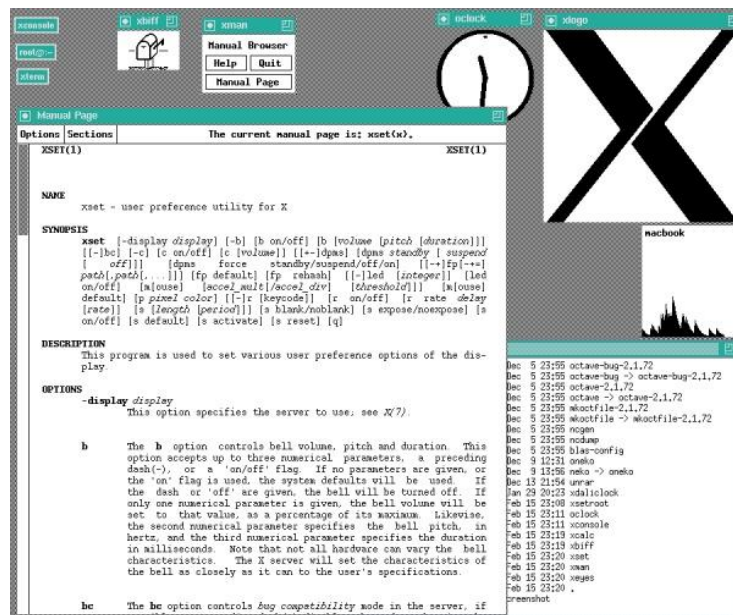 xconsole
root@:~
xterm
xbiff
xman
Manual Browser
Help
Quit
Manual Page
oclock
xlogo
Manual Page
Options
Sections
The current manual page is: xset(x).
XSET(1)
XSET(1)
NAME
xset - user preference utility for X
SYNOPSIS
xset [-display display] [-b] [b on/off] [b [volume [pitch [duration]]]
[[-]bc] [-c] [c on/off] [c [volume]] [[+-]dpms] [dpms standby [ suspend
[ off]]] [dpms force standby/suspend/off/on] [[-+]fp[-+=]
path[,path[,...]]] [fp default] [fp rehash] [[-]led [integer]] [led
on/off] [m[ouse] [accel_mult[/accel_div] [threshold]]] [m[ouse]
default] [p pixel color] [[-]r [keycode]] [r on/off] [r rate delay
[rate]] [s [length [period]]] [s blank/noblank] [s expose/noexpose] [s
on/off] [s default] [s activate] [s reset] [q]
DESCRIPTION
This program is used to set various user preference options of the dis-
play.
OPTIONS
-display display
This option specifies the server to use; see X(7).
b The b option controls bell volume, pitch and duration. This
option accepts up to three numerical parameters, a preceding
dash(-), or a 'on/off' flag. If no parameters are given, or
the 'on' flag is used, the system defaults will be used. If
the dash or 'off' are given, the bell will be turned off. If
only one numerical parameter is given, the bell volume will be
set to that value, as a percentage of its maximum. Likewise,
the second numerical parameter specifies the bell pitch, in
hertz, and the third numerical parameter specifies the duration
in milliseconds. Note that not all hardware can vary the bell
characteristics. The X server will set the characteristics of
the bell as closely as it can to the user's specifications.
bc The bc option controls bug compatibility mode in the server, if
macbook
Dec 5 23:55 octave-bug-2.1.72
Dec 5 23:55 octave-bug -> octave-bug-2.1.72
Dec 5 23:55 octave-2.1.72
Dec 5 23:55 octave -> octave-2.1.72
Dec 5 23:55 mkoctfile-2.1.72
Dec 5 23:55 mkoctfile -> mkoctfile-2.1.72
Dec 5 23:55 ncgen
Dec 5 23:55 ncdump
Dec 5 23:55 blas-config
Dec 9 12:31 oneko
Dec 9 13:56 neko -> oneko
Dec 13 21:54 unrar
Jan 29 20:23 xdaliclock
Feb 15 23:08 xsetroot
Feb 15 23:11 oclock
Feb 15 23:11 xconsole
Feb 15 23:19 xcalc
Feb 15 23:19 xbiff
Feb 15 23:20 xset
Feb 15 23:20 xman
Feb 15 23:20 xeyes
Feb 15 23:20 .
screenshot